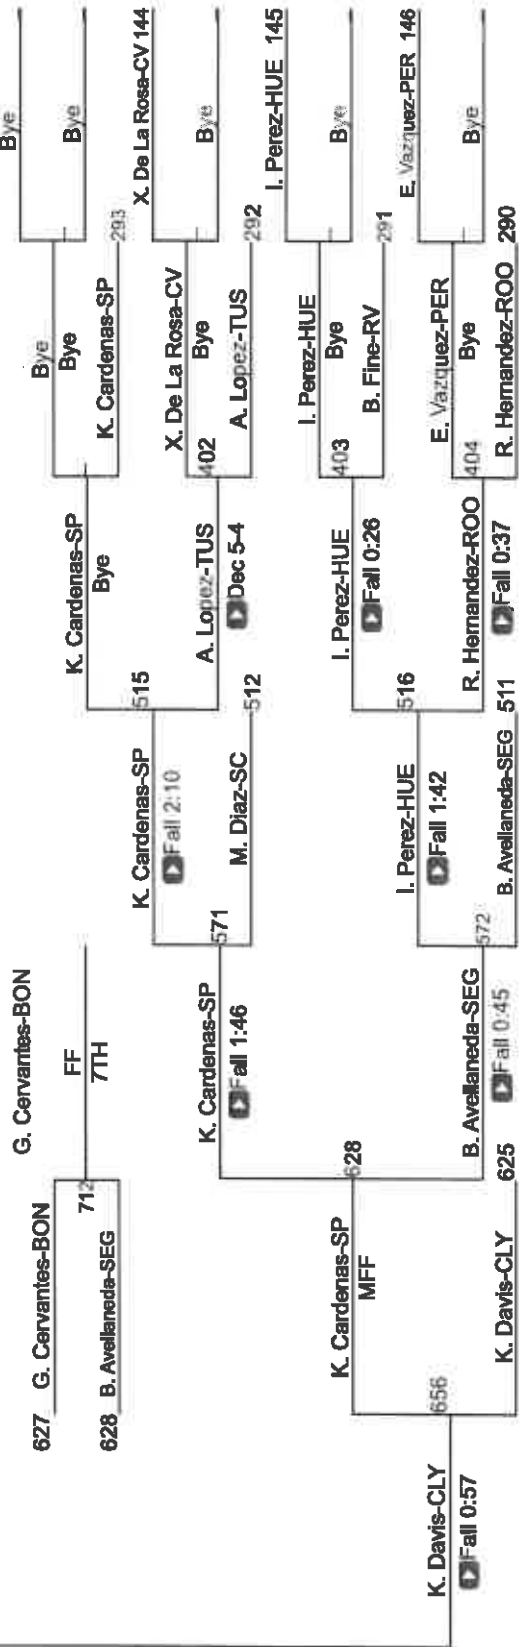 Bye
Bye
X. De La Rosa-CV 144
Bye
I. Perez-HUE 145
Bye
E. Vazquez-PER 146
Bye
Bye
Bye
K. Cardenas-SP 293
X. De La Rosa-CV
402 Bye
A. Lopez-TUS 292
I. Perez-HUE
403 Bye
B. Fine-RV 291
E. Vazquez-PER
404 Bye
R. Hernandez-ROO 290
K. Cardenas-SP
Bye
515
A. Lopez-TUS
Dec 5-4
I. Perez-HUE
Fall 0:26
516
R. Hernandez-ROO
Fall 0:37
K. Cardenas-SP
Fall 2:10
571
M. Diaz-SC 512
I. Perez-HUE
Fall 1:42
572
B. Avellaneda-SEG 511
G. Cervantes-BON
FF
7TH
K. Cardenas-SP
Fall 1:46
628
B. Avellaneda-SEG
Fall 0:45
627 G. Cervantes-BON
712
628 B. Avellaneda-SEG
K. Cardenas-SP
MFF
656
K. Davis-CLY 625
K. Davis-CLY
Fall 0:57